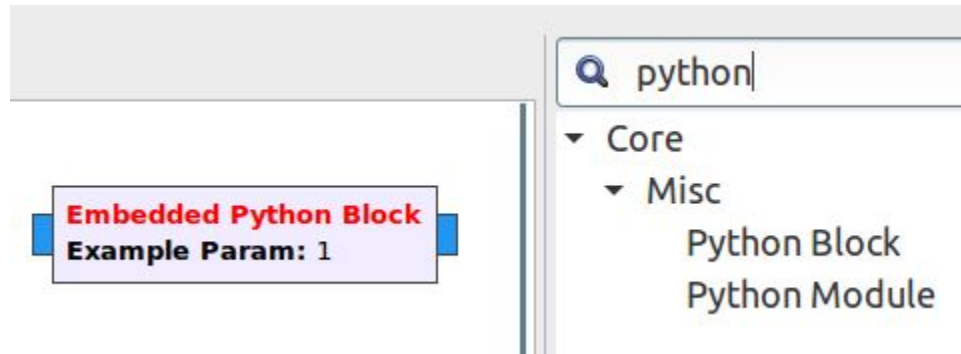 python
Core
Misc
Python Block
Python Module
Embedded Python Block
Example Param: 1